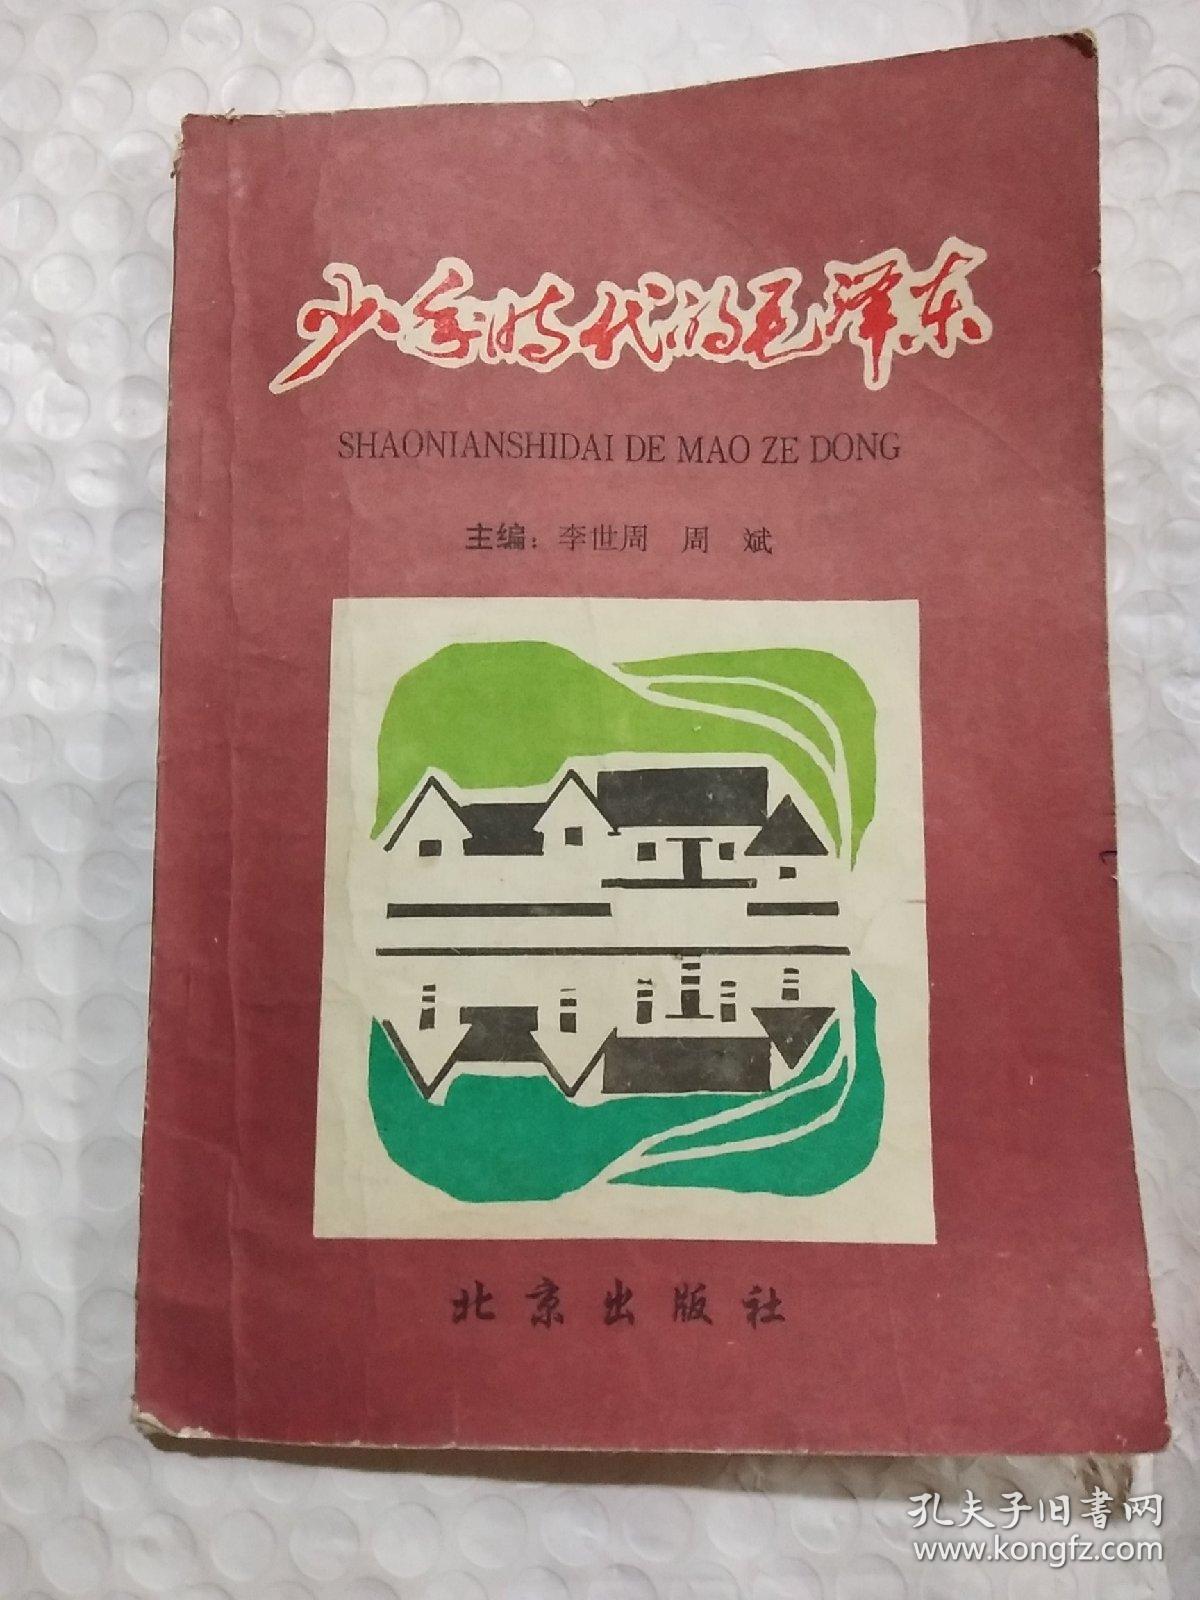 少年时代的毛泽东
SHAONIANSHIDAI DE MAO ZE DONG
主编：李世周 周 斌
北京出版社
孔夫子旧书网
www.kongfz.com